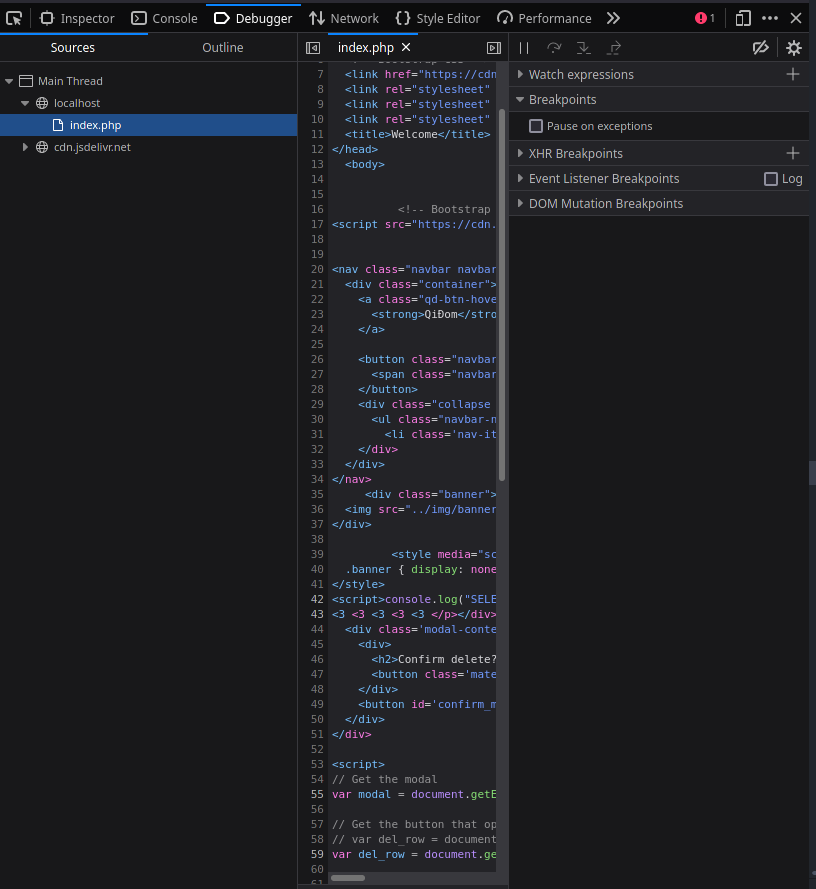 Inspector Console Debugger Network Style Editor Performance 1
Sources Outline index.php
Main Thread
localhost
index.php
cdn.jsdelivr.net
7 <link href="https://cdn
8 <link rel="stylesheet"
9 <link rel="stylesheet"
10 <link rel="stylesheet"
11 <title>Welcome</title>
12 </head>
13 <body>
14
15
16 <!-- Bootstrap
17 <script src="https://cdn.
18
19
20 <nav class="navbar navbar
21 <div class="container">
22 <a class="qd-btn-hove
23 <strong>QiĐom</stro
24 </a>
25
26 <button class="navbar
27 <span class="navbar
28 </button>
29 <div class="collapse
30 <ul class="navbar-n
31 <li class='nav-it
32 </div>
33 </div>
34 </nav>
35 <div class="banner">
36 <img src="../img/banner
37 </div>
38
39 <style media="sc
40 .banner { display: none
41 </style>
42 <script>console.log("SELE
43 <3 <3 <3 <3 <3 </p></div>
44 <div class='modal-conte
45 <div>
46 <h2>Confirm delete?
47 <button class='mate
48 </div>
49 <button id='confirm_m
50 </div>
51 </div>
52
53 <script>
54 // Get the modal
55 var modal = document.getE
56
57 // Get the button that op
58 // var del_row = document
59 var del_row = document.ge
60
61
Watch expressions
Breakpoints
Pause on exceptions
XHR Breakpoints
Event Listener Breakpoints Log
DOM Mutation Breakpoints